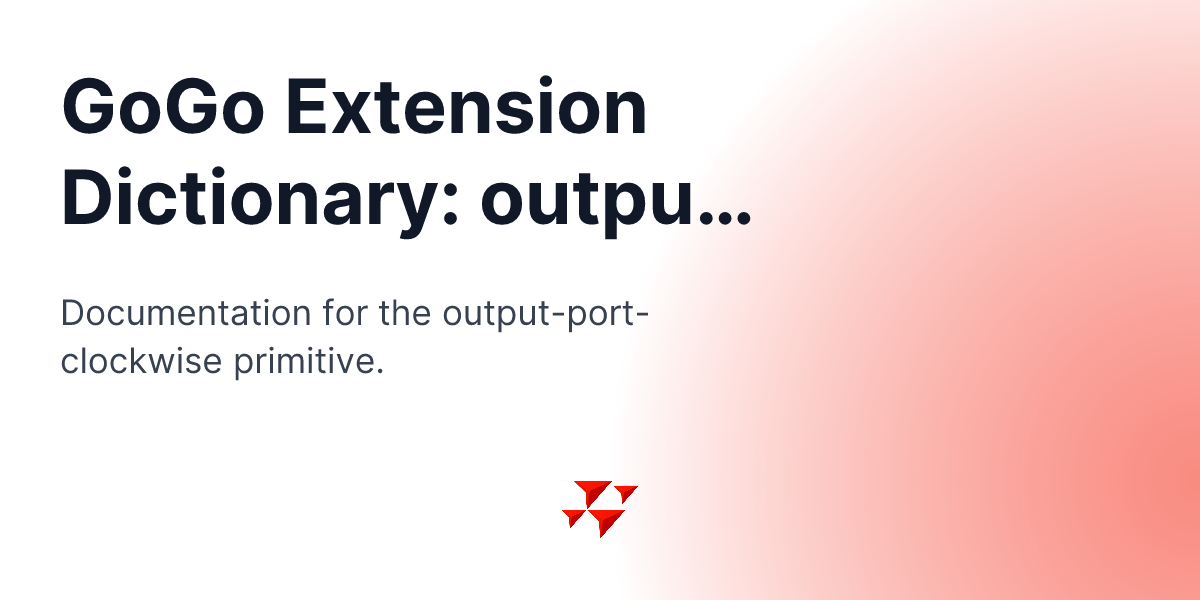 GoGo Extension
Dictionary: outpu...
Documentation for the output-port-
clockwise primitive.